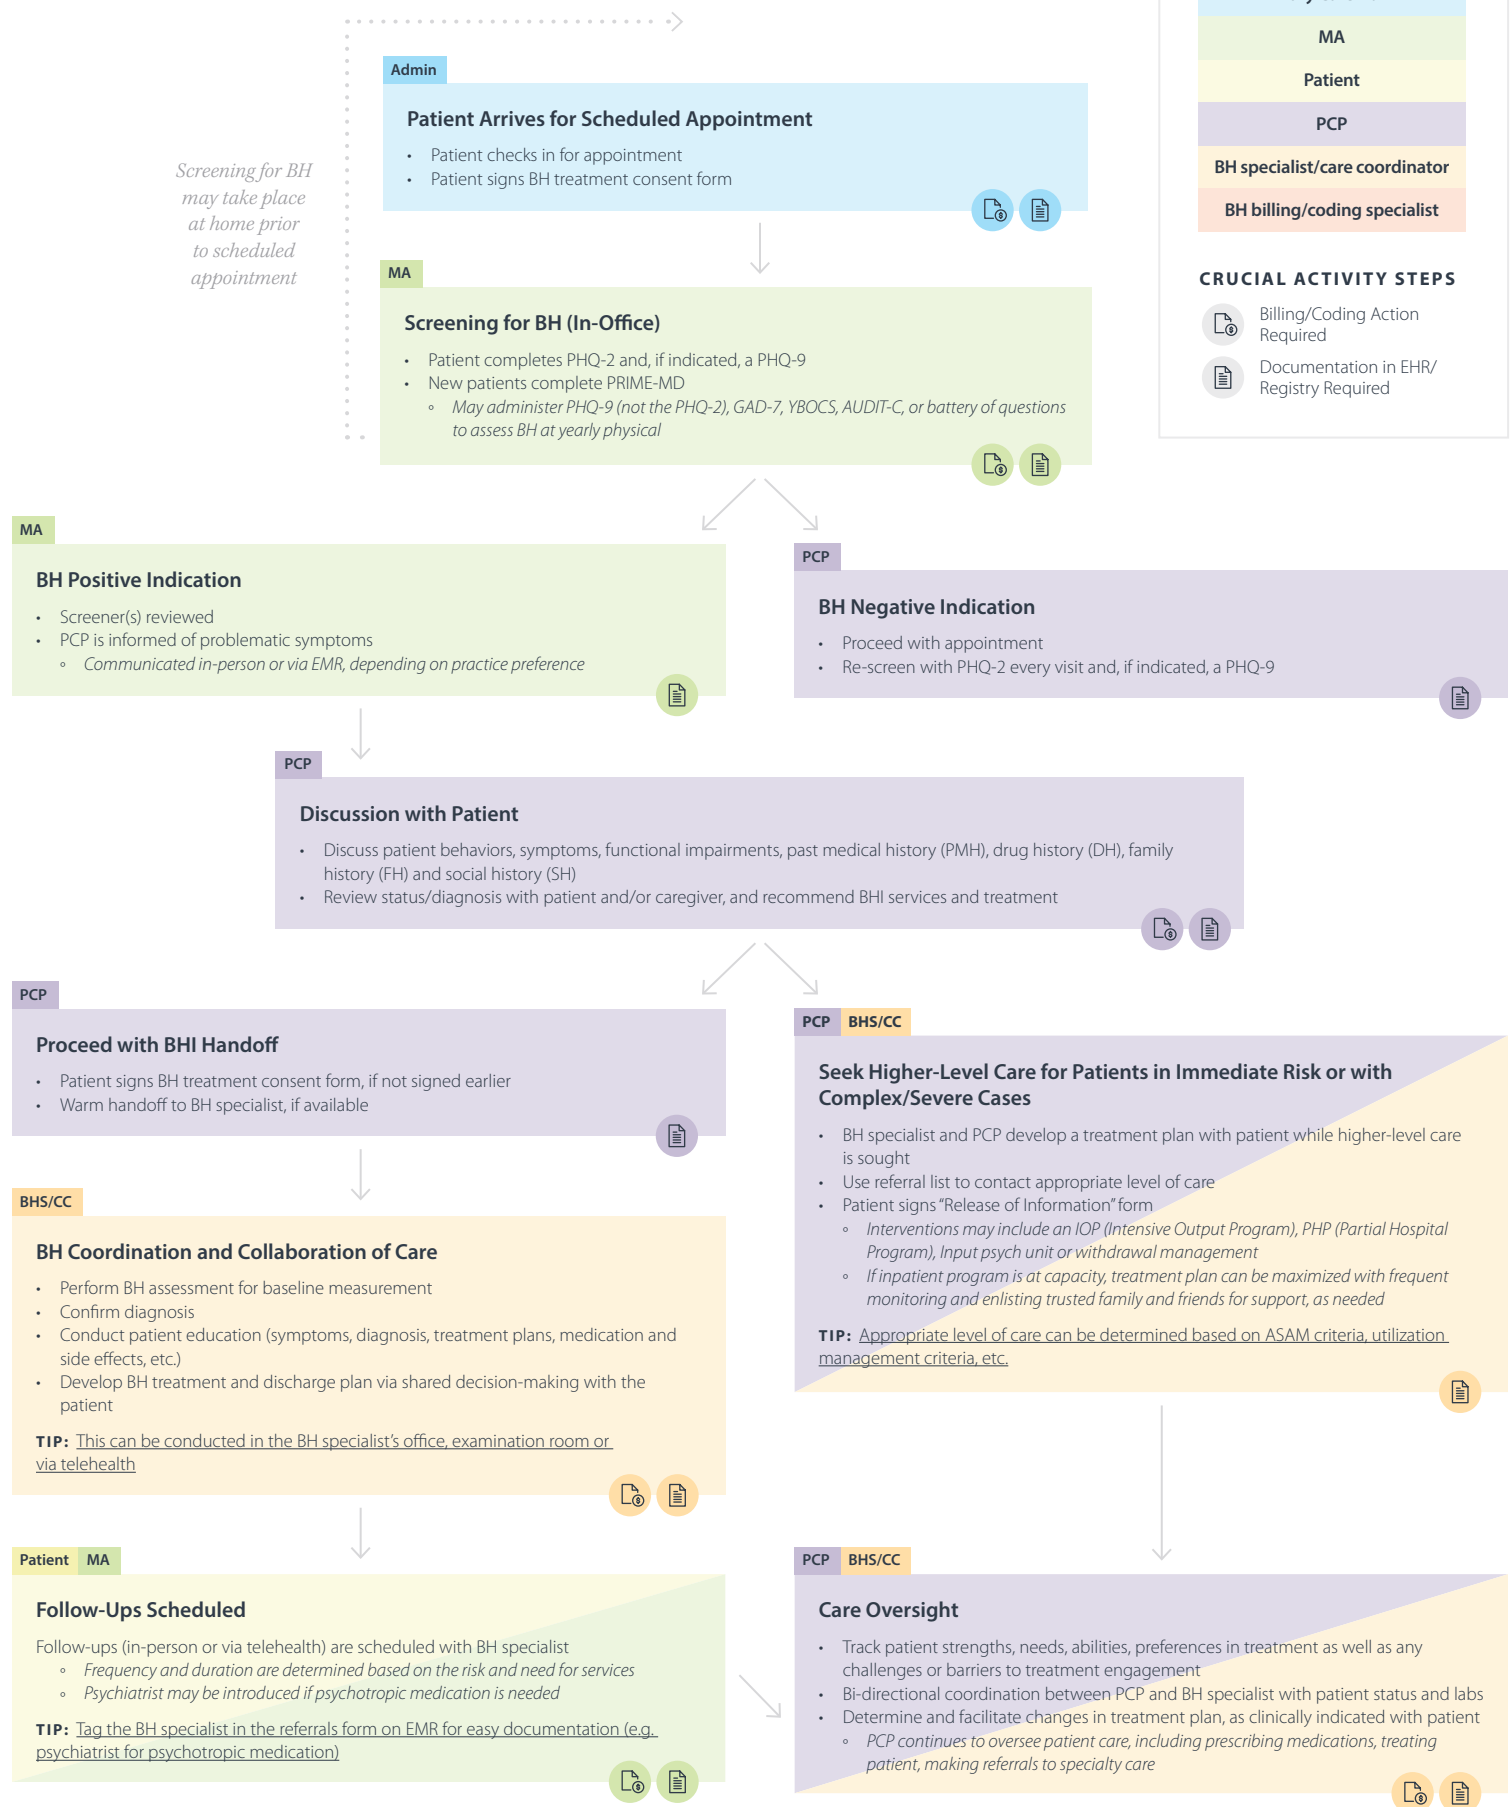 MA
Patient
PCP
BH specialist/care coordinator
BH billing/coding specialist
CRUCIAL ACTIVITY STEPS
Billing/Coding Action
Required
Documentation in EHR/
Registry Required
Screening for BH
may take place
at home prior
to scheduled
appointment
Admin
Patient Arrives for Scheduled Appointment
• Patient checks in for appointment
• Patient signs BH treatment consent form
MA
Screening for BH (In-Office)
• Patient completes PHQ-2 and, if indicated, a PHQ-9
• New patients complete PRIME-MD
◦ May administer PHQ-9 (not the PHQ-2), GAD-7, YBOCS, AUDIT-C, or battery of questions
to assess BH at yearly physical
MA
BH Positive Indication
• Screener(s) reviewed
• PCP is informed of problematic symptoms
◦ Communicated in-person or via EMR, depending on practice preference
PCP
BH Negative Indication
• Proceed with appointment
• Re-screen with PHQ-2 every visit and, if indicated, a PHQ-9
PCP
Discussion with Patient
• Discuss patient behaviors, symptoms, functional impairments, past medical history (PMH), drug history (DH), family
history (FH) and social history (SH)
• Review status/diagnosis with patient and/or caregiver, and recommend BHI services and treatment
PCP
Proceed with BHI Handoff
• Patient signs BH treatment consent form, if not signed earlier
• Warm handoff to BH specialist, if available
BHS/CC
BH Coordination and Collaboration of Care
• Perform BH assessment for baseline measurement
• Confirm diagnosis
• Conduct patient education (symptoms, diagnosis, treatment plans, medication and
side effects, etc.)
• Develop BH treatment and discharge plan via shared decision-making with the
patient
TIP: This can be conducted in the BH specialist's office, examination room or
via telehealth
Patient MA
Follow-Ups Scheduled
Follow-ups (in-person or via telehealth) are scheduled with BH specialist
◦ Frequency and duration are determined based on the risk and need for services
◦ Psychiatrist may be introduced if psychotropic medication is needed
TIP: Tag the BH specialist in the referrals form on EMR for easy documentation (e.g.
psychiatrist for psychotropic medication)
PCP BHS/CC
Seek Higher-Level Care for Patients in Immediate Risk or with
Complex/Severe Cases
• BH specialist and PCP develop a treatment plan with patient while higher-level care
is sought
• Use referral list to contact appropriate level of care
• Patient signs “Release of Information” form
◦ Interventions may include an IOP (Intensive Output Program), PHP (Partial Hospital
Program), Input psych unit or withdrawal management
◦ If inpatient program is at capacity, treatment plan can be maximized with frequent
monitoring and enlisting trusted family and friends for support, as needed
TIP: Appropriate level of care can be determined based on ASAM criteria, utilization
management criteria, etc.
PCP BHS/CC
Care Oversight
• Track patient strengths, needs, abilities, preferences in treatment as well as any
challenges or barriers to treatment engagement
• Bi-directional coordination between PCP and BH specialist with patient status and labs
• Determine and facilitate changes in treatment plan, as clinically indicated with patient
◦ PCP continues to oversee patient care, including prescribing medications, treating
patient, making referrals to specialty care